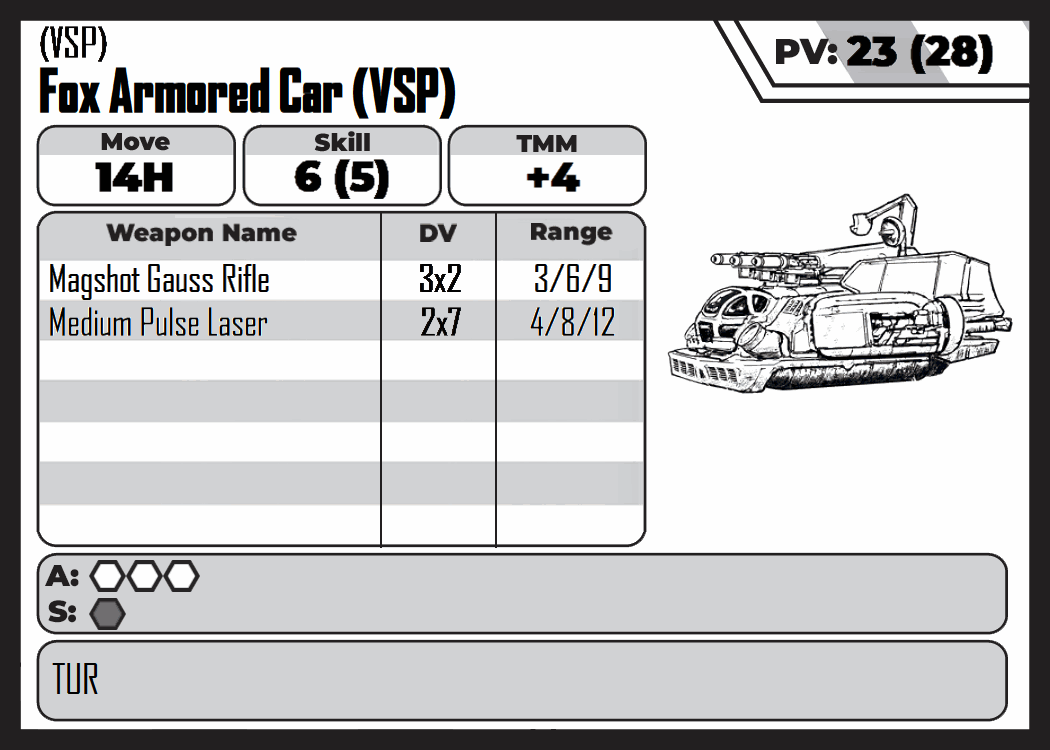 (VSP)
Fox Armored Car (VSP)
PV: 23 (28)
Move Skill TMM
14H 6 (5) +4
Weapon Name DV Range
Magshot Gauss Rifle 3x2 3/6/9
Medium Pulse Laser 2x7 4/8/12
A:
S:
TUR